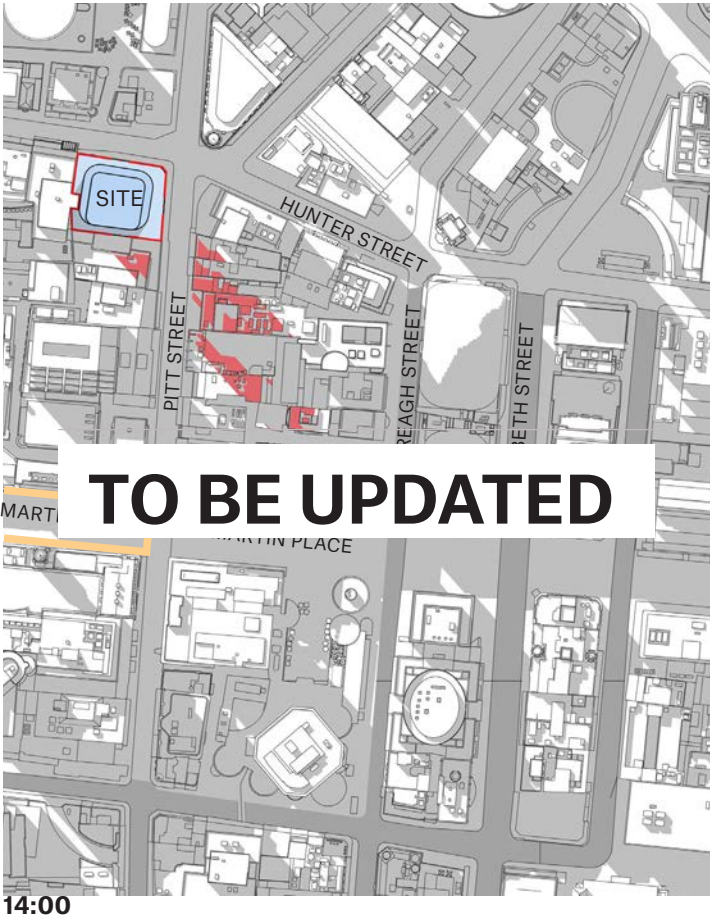 SITE
HUNTER STREET
PITT STREET
REAGH STREET
BETH STREET
TO BE UPDATED
MARTI
MARTIN PLACE
14:00